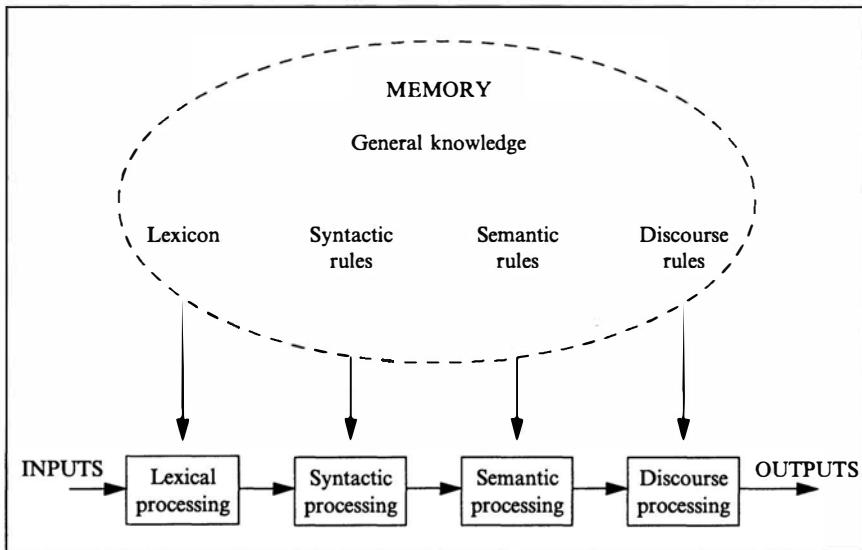 MEMORY
General knowledge
Lexicon Syntactic Semantic Discourse
rules rules rules
INPUTS Lexical Syntactic Semantic Discourse OUTPUTS
processing processing processing processing